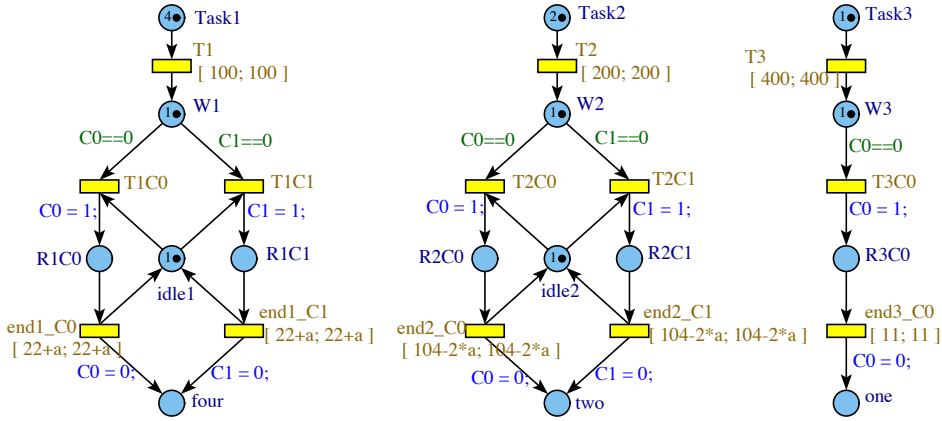 4 Task1
2 Task2
1 Task3
T1
[ 100; 100 ]
T2
[ 200; 200 ]
T3
[ 400; 400 ]
1 W1
1 W2
1 W3
C0==0
C1==0
C0==0
C1==0
C0==0
T1C0
T1C1
T2C0
T2C1
T3C0
C0 = 1;
C1 = 1;
C0 = 1;
C1 = 1;
C0 = 1;
R1C0
1
R1C1
R2C0
1
R2C1
R3C0
idle1
idle2
end1_C0
[ 22+a; 22+a ]
end1_C1
[ 22+a; 22+a ]
end2_C0
[ 104-2*a; 104-2*a ]
end2_C1
[ 104-2*a; 104-2*a ]
end3_C0
[ 11; 11 ]
C0 = 0;
C1 = 0;
C0 = 0;
C1 = 0;
C0 = 0;
four
two
one